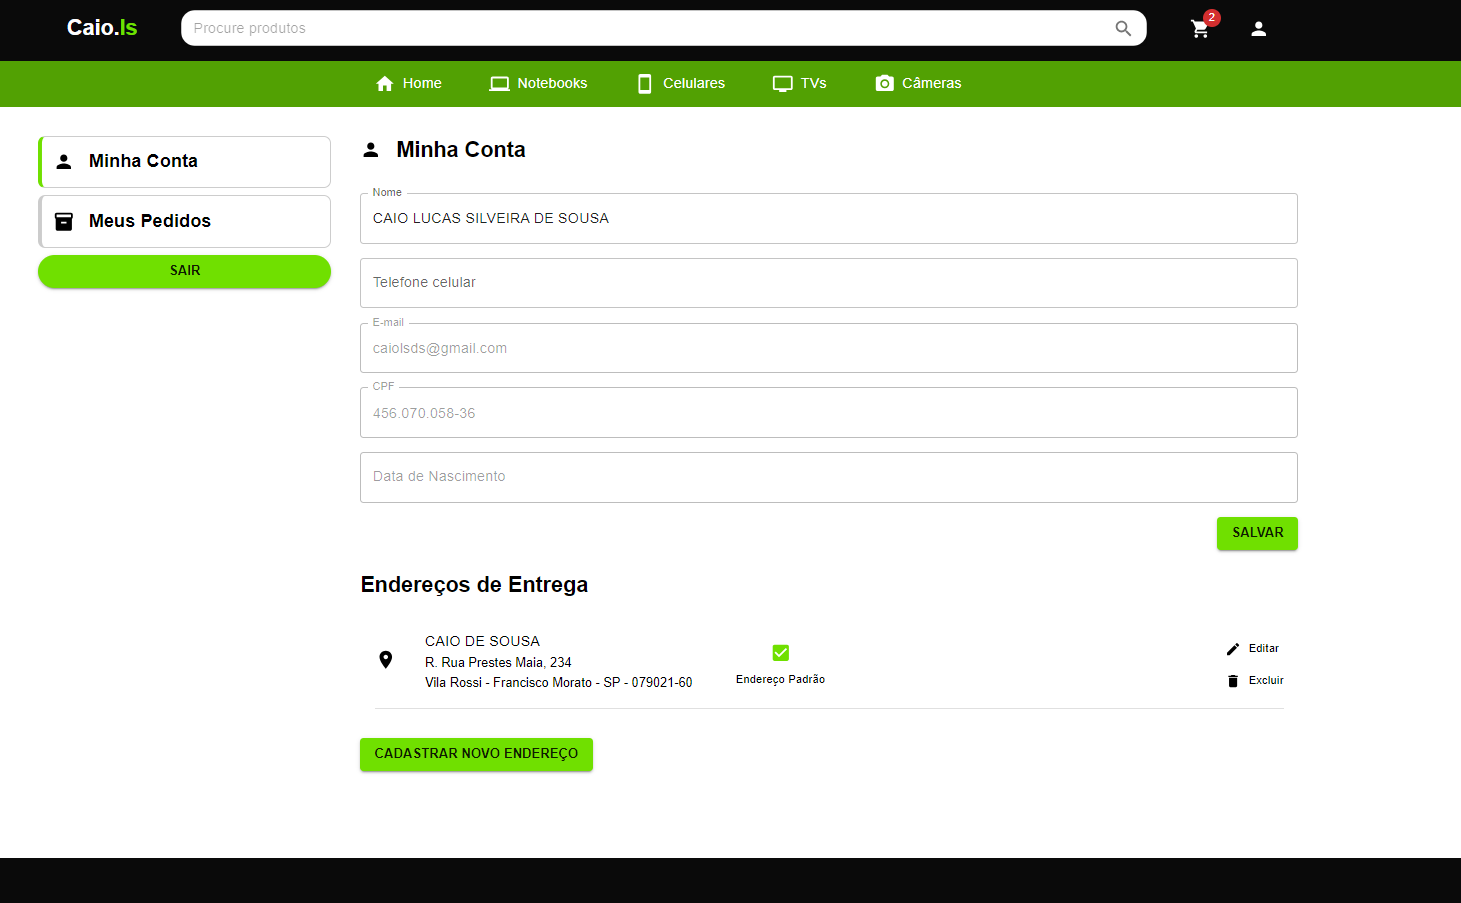 Caio.ls
Procure produtos
2
Home
Notebooks
Celulares
TVs
Câmeras
Minha Conta
Meus Pedidos
SAIR
Minha Conta
Nome
CAIO LUCAS SILVEIRA DE SOUSA
Telefone celular
E-mail
caiolsds@gmail.com
CPF
456.070.058-36
Data de Nascimento
SALVAR
Endereços de Entrega
CAIO DE SOUSA
R. Rua Prestes Maia, 234
Vila Rossi - Francisco Morato - SP - 079021-60
Endereço Padrão
Editar
Excluir
CADASTRAR NOVO ENDEREÇO